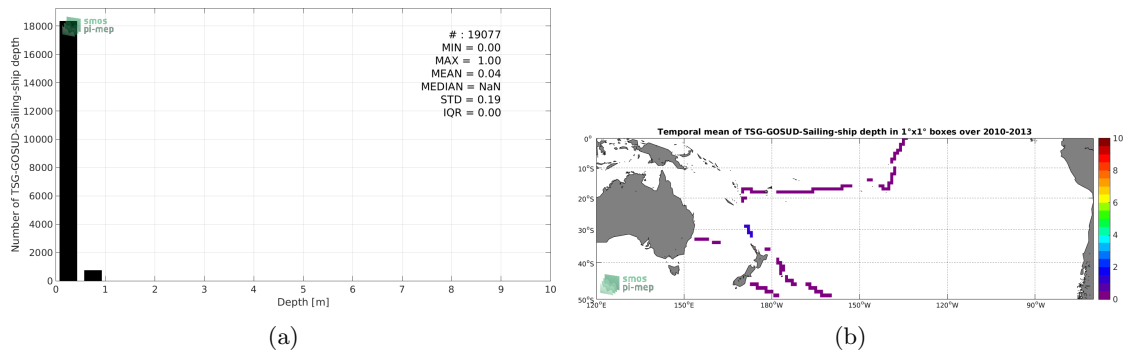 smos
pi-mep
# : 19077
MIN = 0.00
MAX = 1.00
MEAN = 0.04
MEDIAN = NaN
STD = 0.19
IQR = 0.00
Number of TSG-GOSUD-Sailing-ship depth
18000
16000
14000
12000
10000
8000
6000
4000
2000
0
0 1 2 3 4 5 6 7 8 9 10
Depth [m]
(a)
Temporal mean of TSG-GOSUD-Sailing-ship depth in 1°x1° boxes over 2010-2013
0°
10°S
20°S
30°S
40°S
50°S
120°E 150°E 180°W 150°W 120°W 90°W
10
8
6
4
2
0
smos
pi-mep
(b)